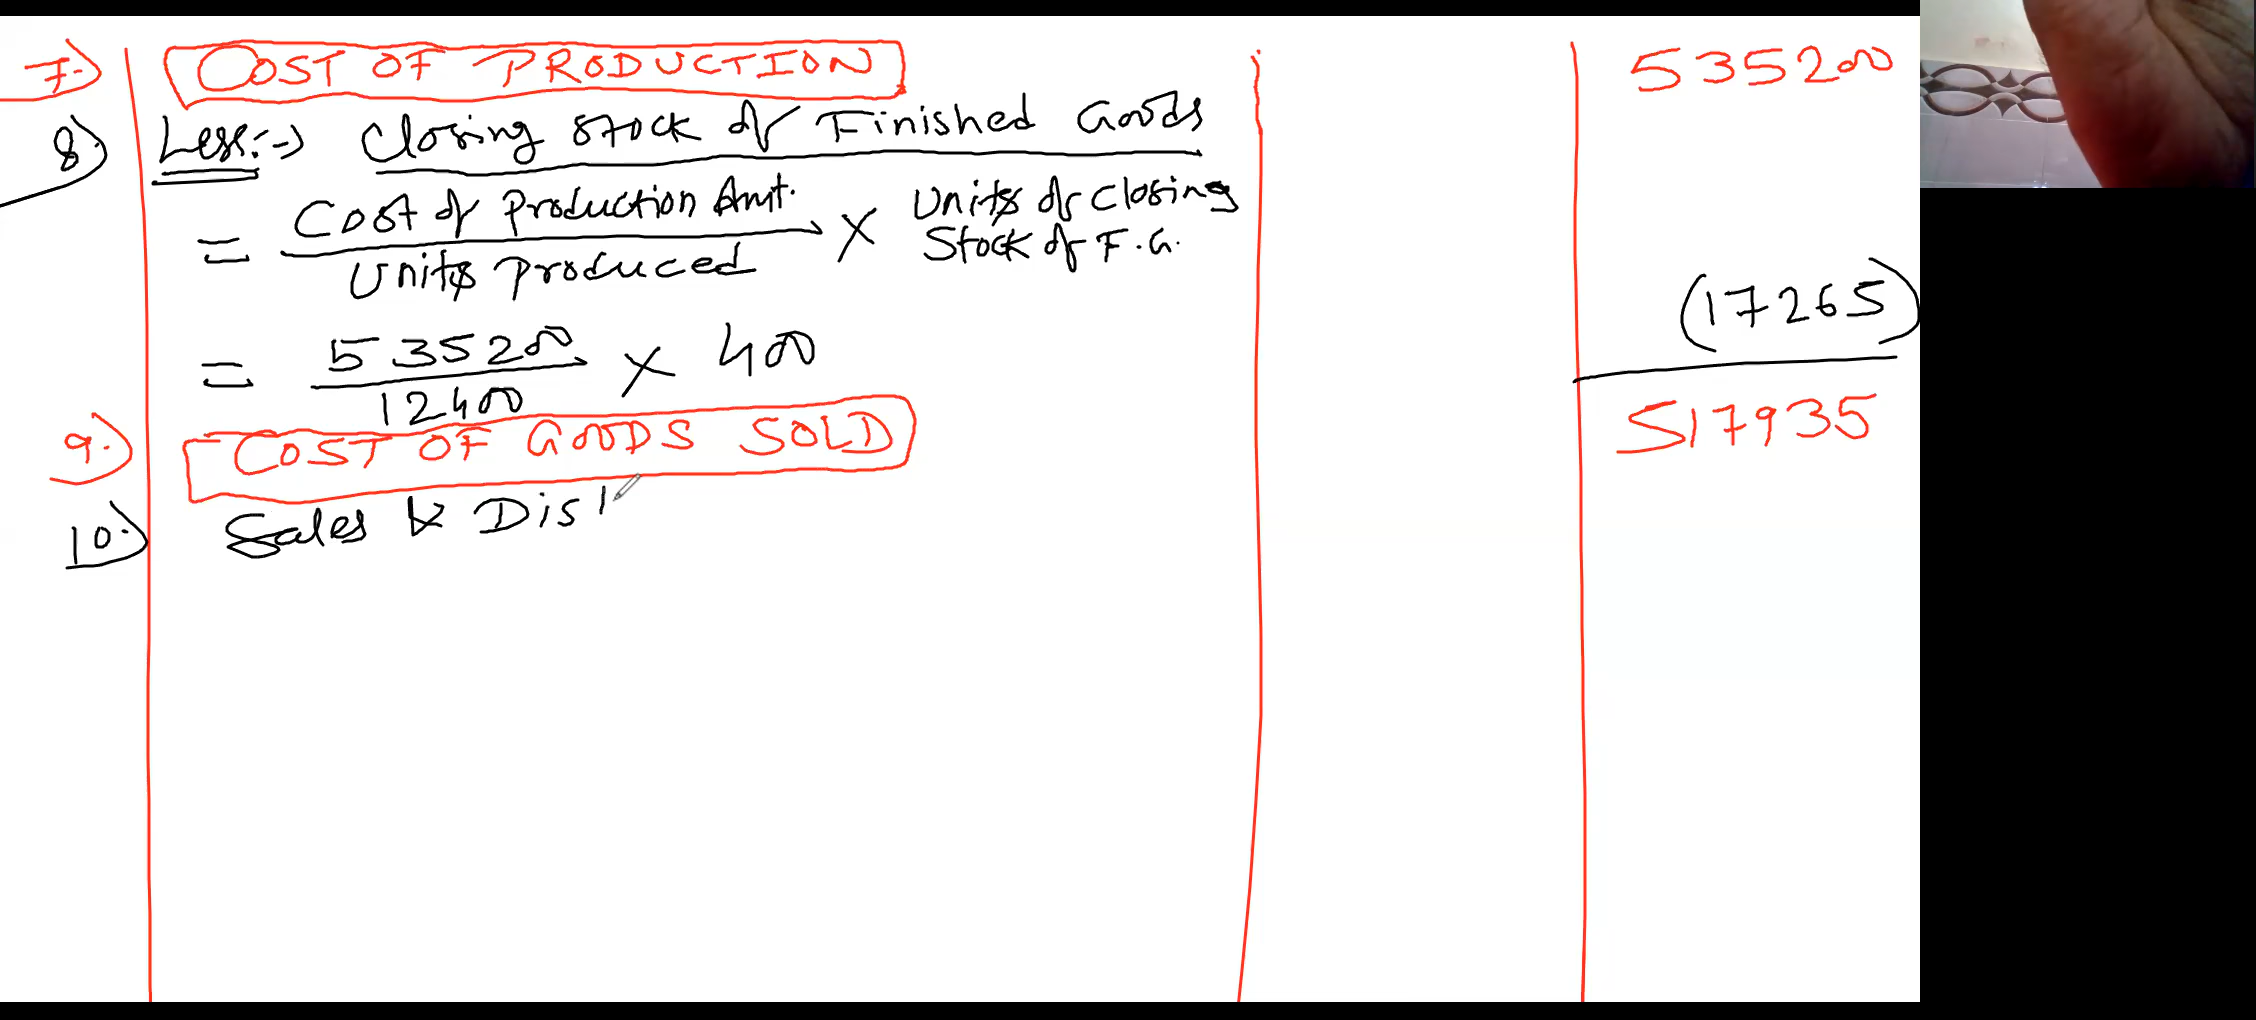 7.) COST OF PRODUCTION 535200
8) Less:→ Closing Stock of Finished Goods
= Cost of Production Amt. / Units Produced × Units of Closing Stock of F.G.
(17265)
= 535200 / 12400 × 400
9.) COST OF GOODS SOLD 517935
10.) Sales & Dist